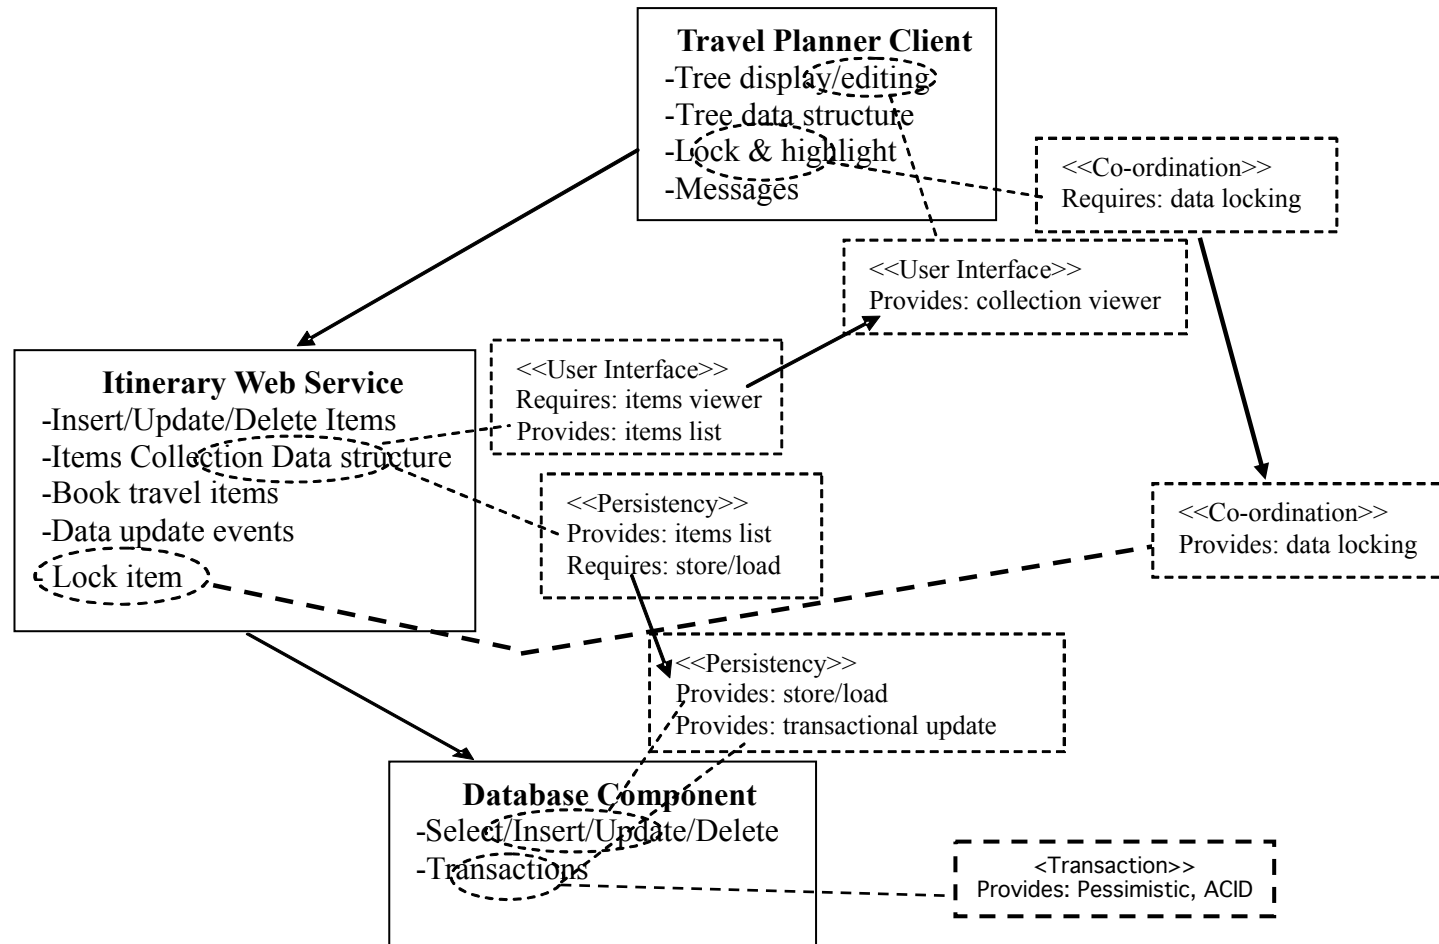 Travel Planner Client
-Tree display/editing
-Tree data structure
-Lock & highlight
-Messages
<<Co-ordination>>
Requires: data locking
<<User Interface>>
Provides: collection viewer
<<User Interface>>
Requires: items viewer
Provides: items list
Itinerary Web Service
-Insert/Update/Delete Items
-Items Collection Data structure
-Book travel items
-Data update events
- Lock item
<<Persistency>>
Provides: items list
Requires: store/load
<<Co-ordination>>
Provides: data locking
<<Persistency>>
Provides: store/load
Provides: transactional update
Database Component
-Select/Insert/Update/Delete
-Transactions
<Transaction>>
Provides: Pessimistic, ACID